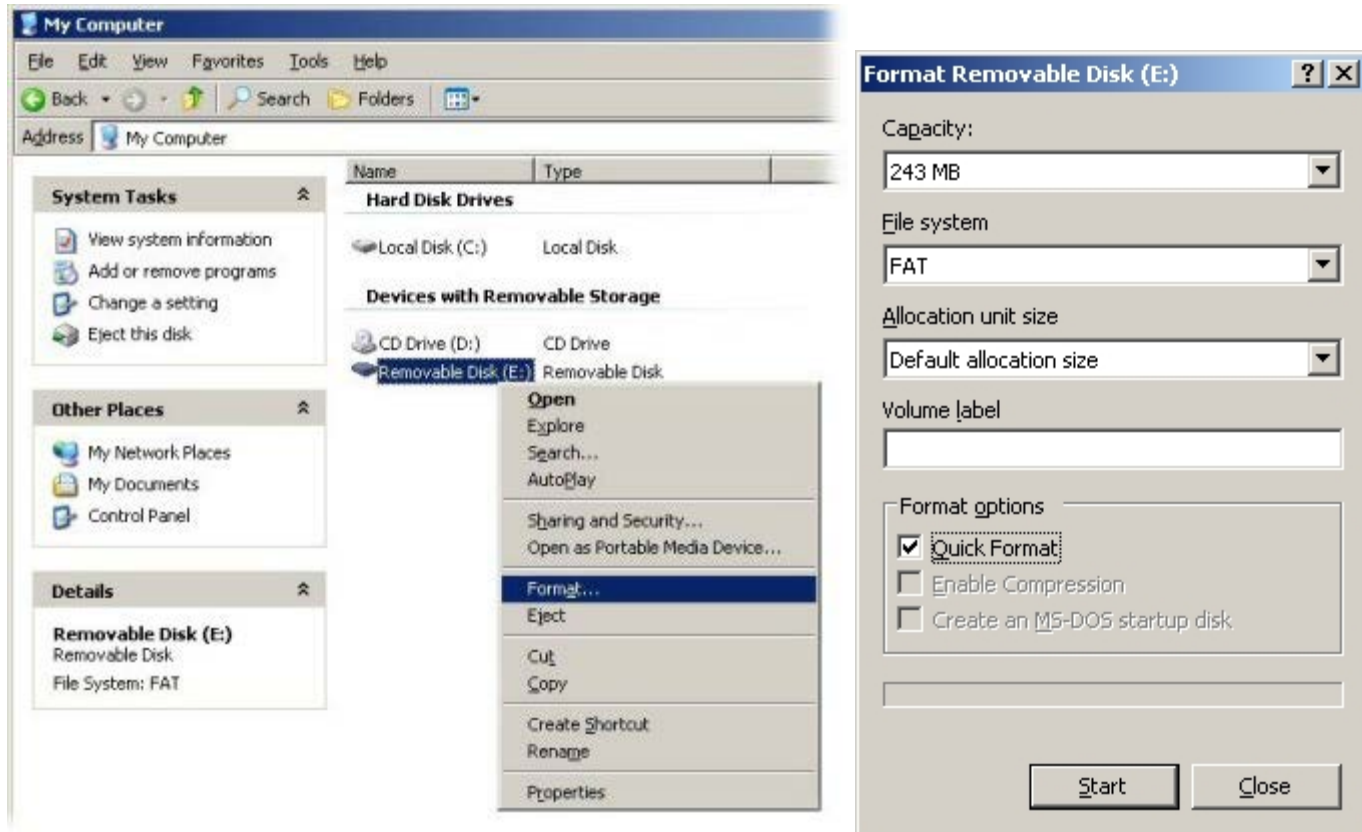 My Computer
File Edit View Favorites Tools Help
Back Search Folders
Address My Computer
System Tasks
View system information
Add or remove programs
Change a setting
Eject this disk
Other Places
My Network Places
My Documents
Control Panel
Details
Removable Disk (E:)
Removable Disk
File System: FAT
Name Type
Hard Disk Drives
Local Disk (C:) Local Disk
Devices with Removable Storage
CD Drive (D:) CD Drive
Removable Disk (E:) Removable Disk
Open
Explore
Search...
AutoPlay
Sharing and Security...
Open as Portable Media Device...
Format...
Eject
Cut
Copy
Create Shortcut
Rename
Properties
Format Removable Disk (E:)
Capacity:
243 MB
File system
FAT
Allocation unit size
Default allocation size
Volume label
Format options
Quick Format
Enable Compression
Create an MS-DOS startup disk
Start Close